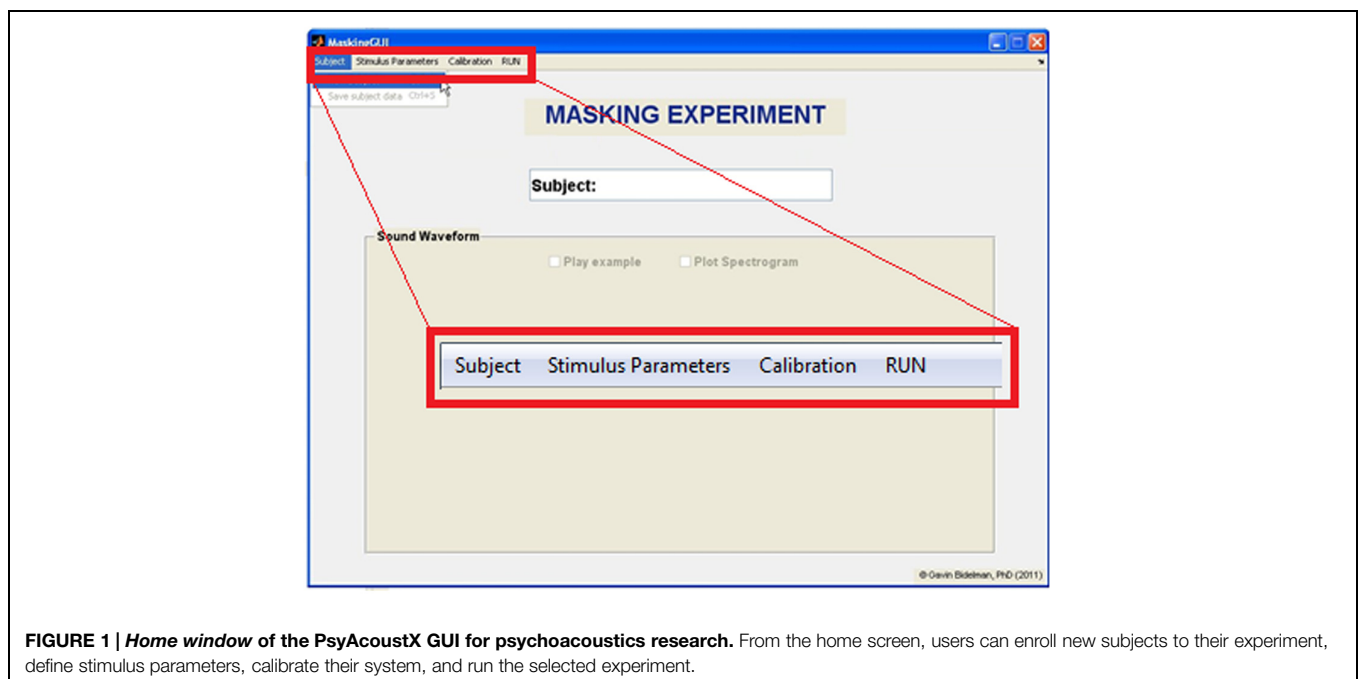 MaskingGUI
Subject Stimulus Parameters Calibration RUN
Save subject data Ctrl+S
MASKING EXPERIMENT
Subject:
Sound Waveform
Play example Plot Spectrogram
Subject Stimulus Parameters Calibration RUN
© Gavin Bidelman, PhD (2011)
FIGURE 1 | Home window of the PsyAcoustX GUI for psychoacoustics research. From the home screen, users can enroll new subjects to their experiment,
define stimulus parameters, calibrate their system, and run the selected experiment.